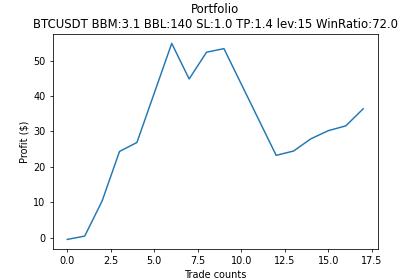 Portfolio
BTCUSDT BBM:3.1 BBL:140 SL:1.0 TP:1.4 lev:15 WinRatio:72.0
Profit ($)
50
40
30
20
10
0
0.0 2.5 5.0 7.5 10.0 12.5 15.0 17.5
Trade counts